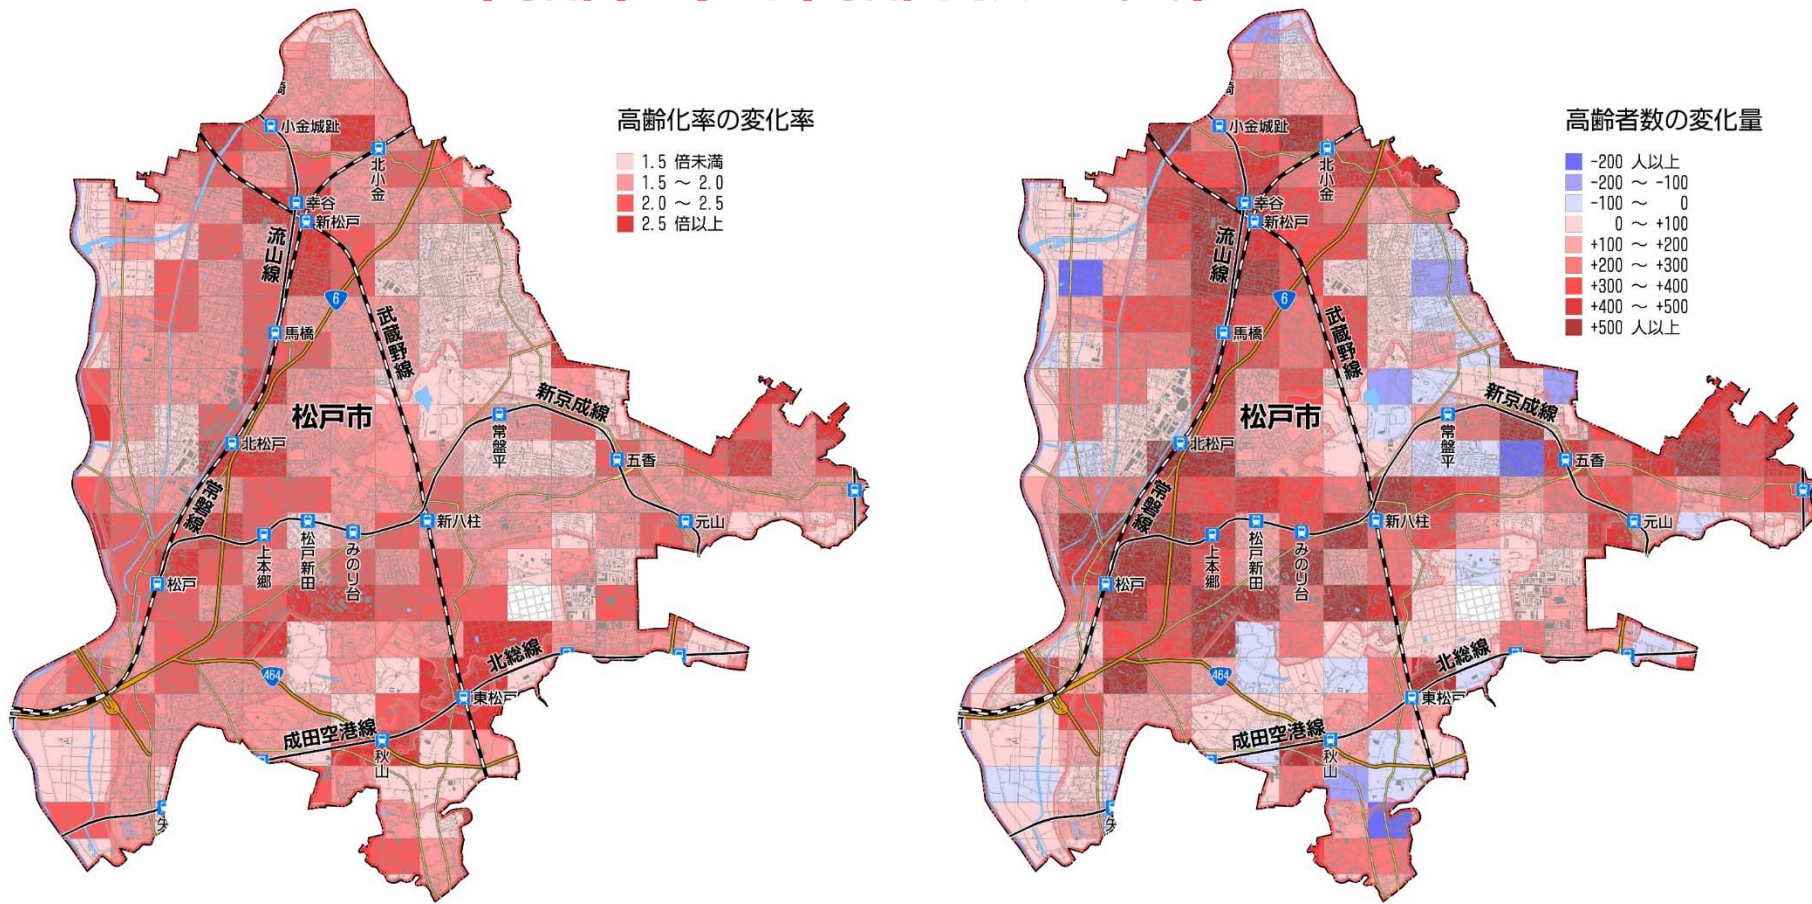 高齢化率の変化率
1.5 倍未満
1.5 ～ 2.0
2.0 ～ 2.5
2.5 倍以上
小金城趾
北小金
幸谷
新松戸
流山線
6
馬橋
武蔵野線
新京成線
松戸市
常盤平
北松戸
五香
常磐線
新八柱
元山
上本郷
松戸新田
みのり台
松戸
北総線
464
東松戸
成田空港線
秋山
高齢者数の変化量
-200 人以上
-200 ～ -100
-100 ～ 0
0 ～ +100
+100 ～ +200
+200 ～ +300
+300 ～ +400
+400 ～ +500
+500 人以上
小金城趾
北小金
幸谷
新松戸
流山線
6
馬橋
武蔵野線
新京成線
松戸市
常盤平
北松戸
五香
常磐線
新八柱
元山
上本郷
松戸新田
みのり台
松戸
北総線
464
東松戸
成田空港線
秋山